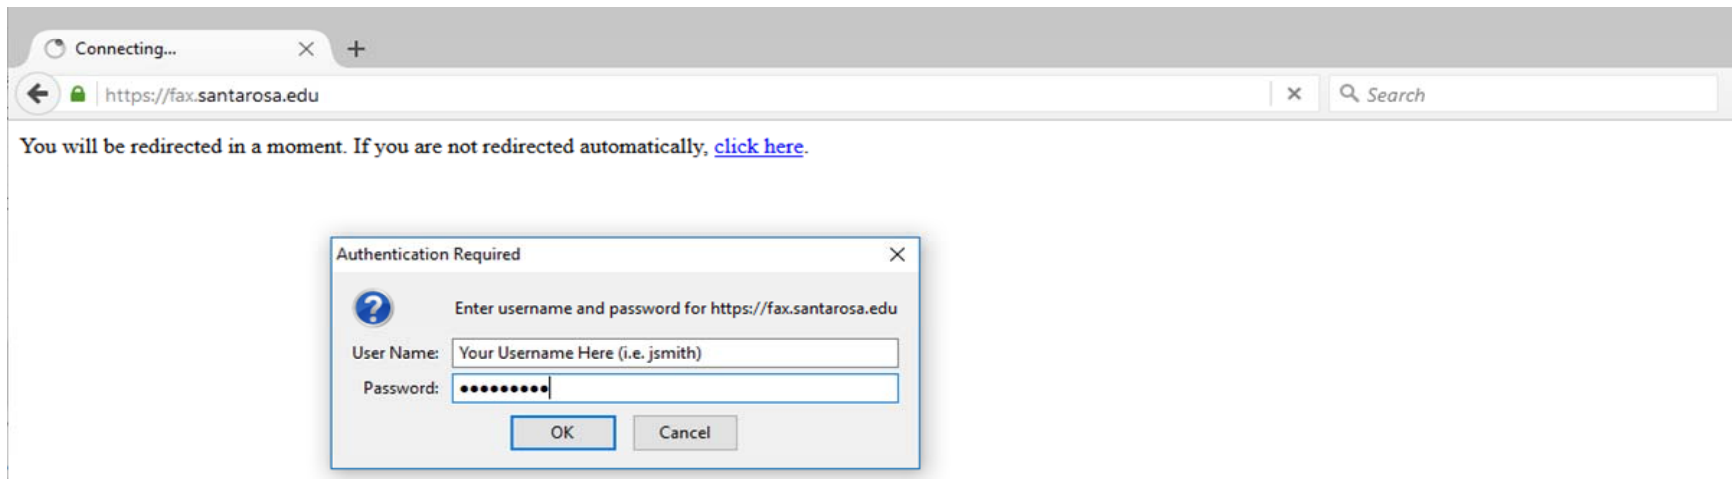 Connecting...
https://fax.santarosa.edu
Search
You will be redirected in a moment. If you are not redirected automatically, click here.
Authentication Required
Enter username and password for https://fax.santarosa.edu
User Name: Your Username Here (i.e. jsmith)
Password: •••••••••
OK Cancel